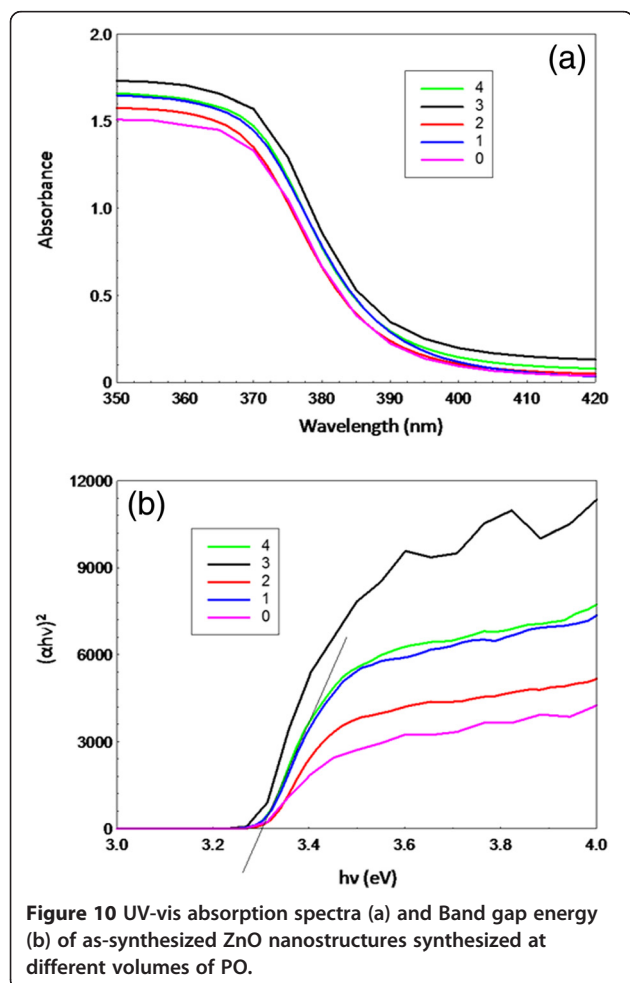 2.0
(a)
4
3
2
1
0
1.5
1.0
0.5
0
Absorbance
350 360 370 380 390 400 410 420
Wavelength (nm)
12000
(b)
4
3
2
1
0
9000
6000
3000
0
(αhν)²
3.0 3.2 3.4 3.6 3.8 4.0
hν (eV)
Figure 10 UV-vis absorption spectra (a) and Band gap energy
(b) of as-synthesized ZnO nanostructures synthesized at
different volumes of PO.